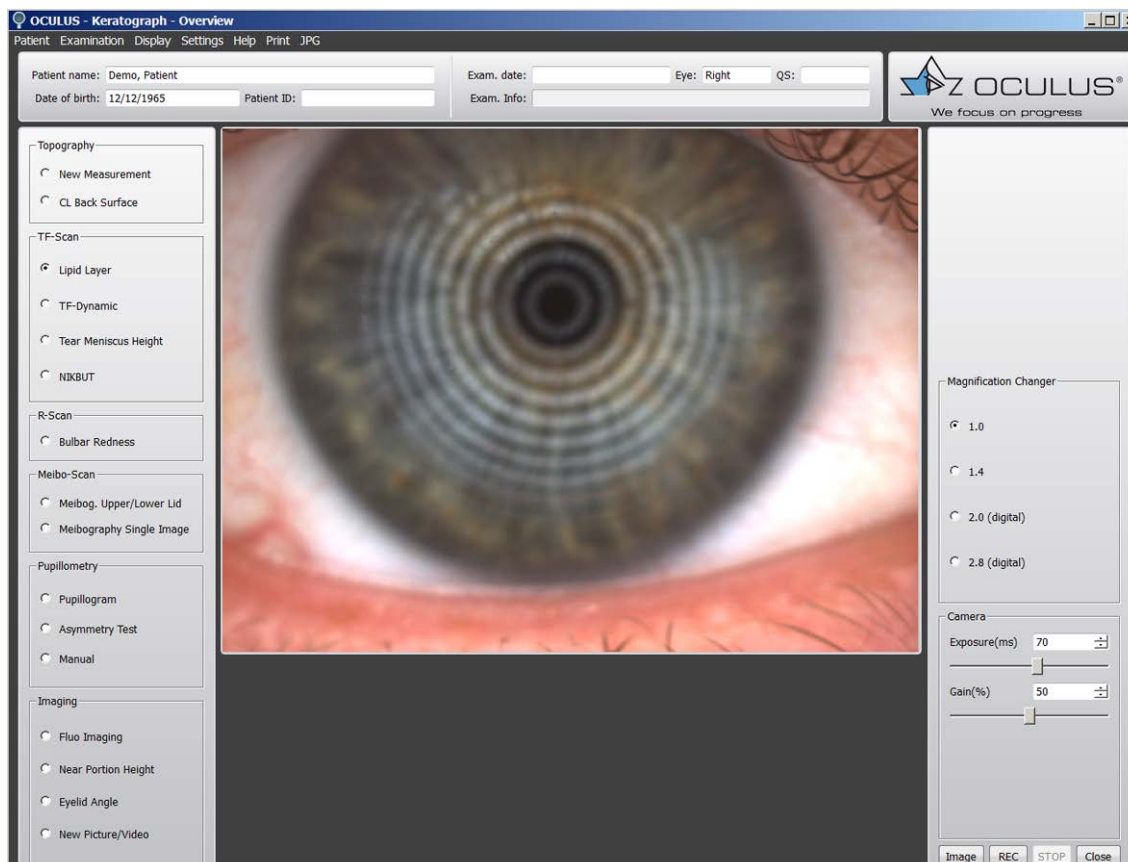 OCULUS - Keratograph - Overview
Patient Examination Display Settings Help Print JPG
Patient name: Demo, Patient
Date of birth: 12/12/1965 Patient ID:
Exam. date: Eye: Right QS:
Exam. Info:
OCULUS®
We focus on progress
Topography
New Measurement
CL Back Surface
TF-Scan
Lipid Layer
TF-Dynamic
Tear Meniscus Height
NIKBUT
R-Scan
Bulbar Redness
Meibo-Scan
Meibog. Upper/Lower Lid
Meibography Single Image
Pupillometry
Pupillogram
Asymmetry Test
Manual
Imaging
Fluo Imaging
Near Portion Height
Eyelid Angle
New Picture/Video
Magnification Changer
1.0
1.4
2.0 (digital)
2.8 (digital)
Camera
Exposure(ms) 70
Gain(%) 50
Image REC STOP Close